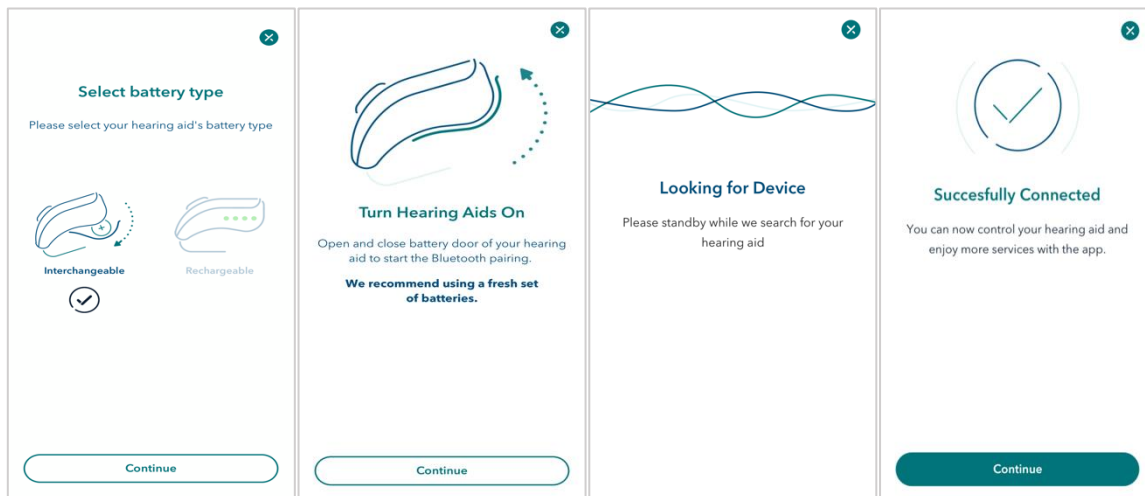 Select battery type
Please select your hearing aid's battery type
Interchangeable
Rechargeable
Continue
Turn Hearing Aids On
Open and close battery door of your hearing
aid to start the Bluetooth pairing.
We recommend using a fresh set
of batteries.
Continue
Looking for Device
Please standby while we search for your
hearing aid
Succesfully Connected
You can now control your hearing aid and
enjoy more services with the app.
Continue